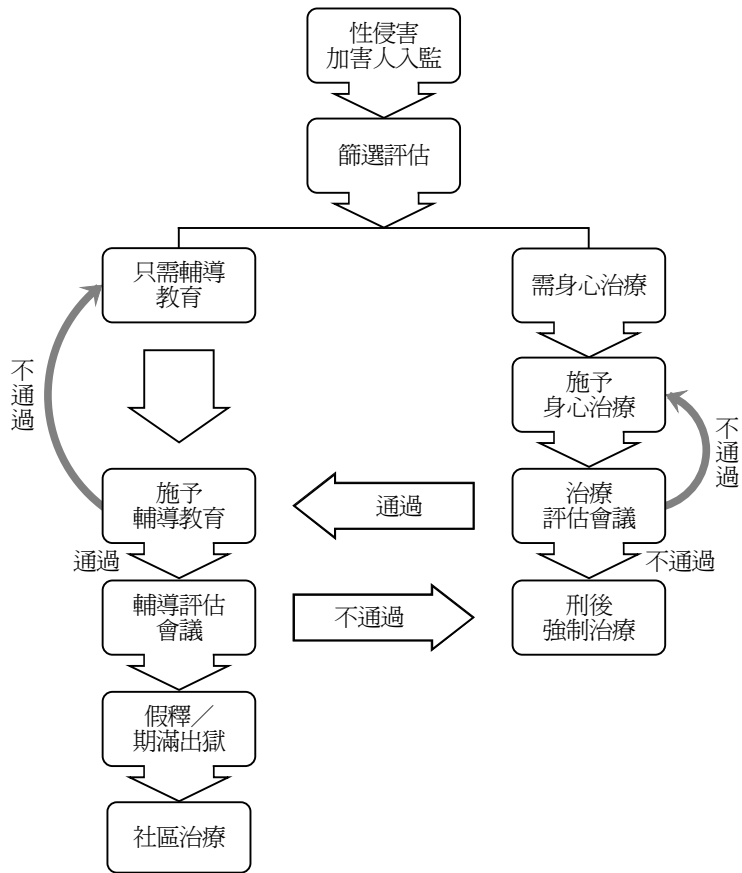 性侵害
加害人入監
篩選評估
只需輔導
教育
需身心治療
不通過
施予
身心治療
不通過
施予
輔導教育
通過
治療
評估會議
通過
不通過
輔導評估
會議
不通過
刑後
強制治療
假釋／
期滿出獄
社區治療